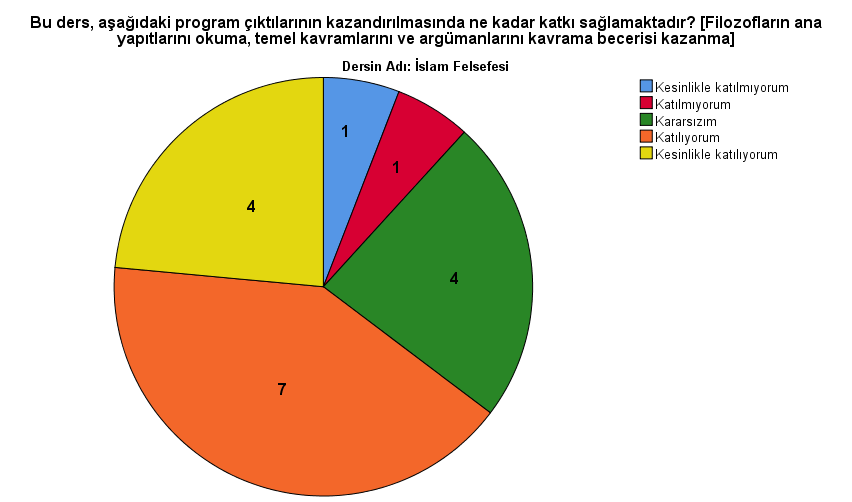 Bu ders, aşağıdaki program çıktılarının kazandırılmasında ne kadar katkı sağlamaktadır? [Filozofların ana
yapıtlarını okuma, temel kavramlarını ve argümanlarını kavrama becerisi kazanma]
Dersin Adı: İslam Felsefesi
Kesinlikle katılmıyorum
Katılmıyorum
Kararsızım
Katılıyorum
Kesinlikle katılıyorum
1
1
4
4
7